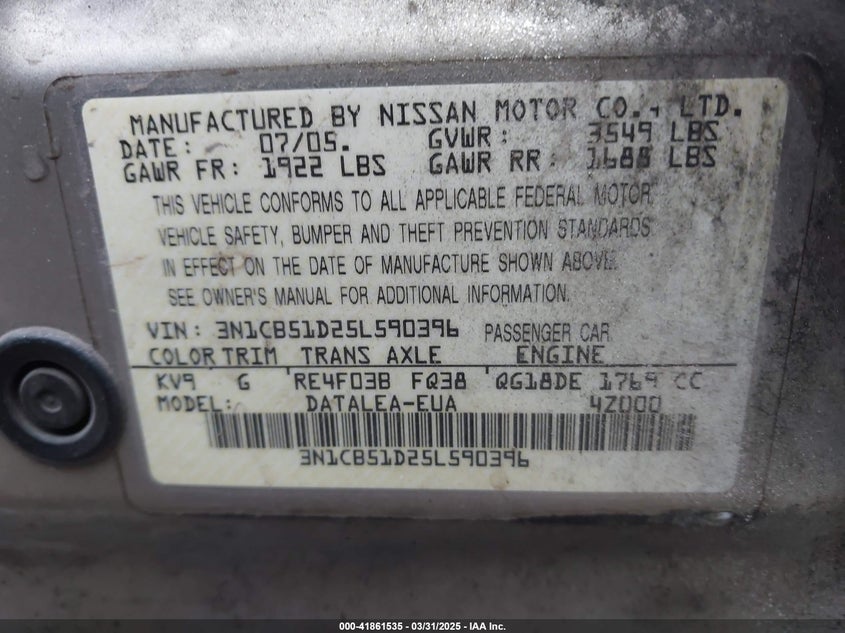 MANUFACTURED BY NISSAN MOTOR CO., LTD.
DATE: 07/05. GVWR: 3549 LBS
GAWR FR: 1922 LBS GAWR RR: 1688 LBS
THIS VEHICLE CONFORMS TO ALL APPLICABLE FEDERAL MOTOR
VEHICLE SAFETY, BUMPER AND THEFT PREVENTION STANDARDS
IN EFFECT ON THE DATE OF MANUFACTURE SHOWN ABOVE.
SEE OWNER'S MANUAL FOR ADDITIONAL INFORMATION.
VIN: 3N1CB51D25L590396 PASSENGER CAR
COLOR TRIM TRANS AXLE ENGINE
KV9 G RE4F03B FQ38 QG18DE 1769 CC
MODEL: DATALEA-EUA 4Z000
3N1CB51D25L590396
000-41861535 - 03/31/2025 - IAA Inc.